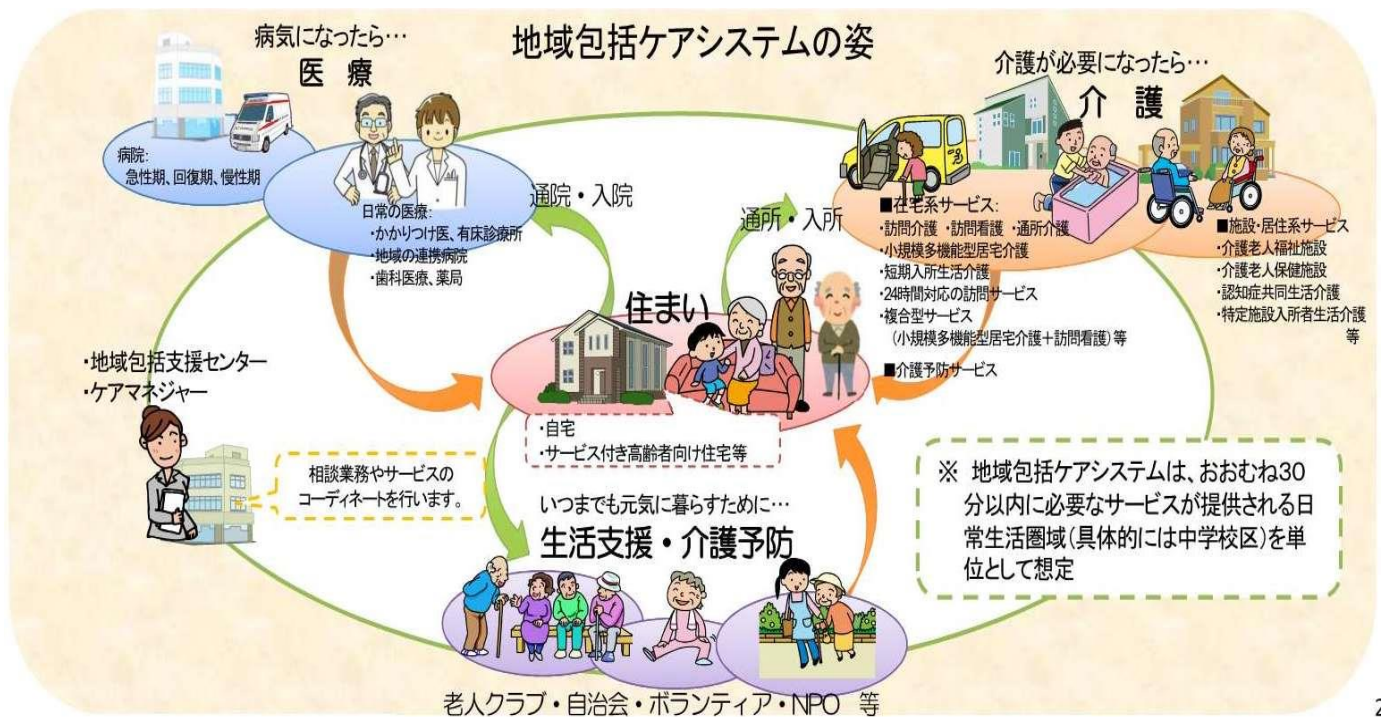 地域包括ケアシステムの姿
病気になったら…
医 療
病院:
急性期、回復期、慢性期
日常の医療:
・かかりつけ医、有床診療所
・地域の連携病院
・歯科医療、薬局
通院・入院
介護が必要になったら…
介 護
通所・入所
■在宅系サービス:
・訪問介護 ・訪問看護 ・通所介護
・小規模多機能型居宅介護
・短期入所生活介護
・24時間対応の訪問サービス
・複合型サービス
(小規模多機能型居宅介護+訪問看護)等
■介護予防サービス
■施設・居住系サービス
・介護老人福祉施設
・介護老人保健施設
・認知症共同生活介護
・特定施設入所者生活介護
等
住まい
・自宅
・サービス付き高齢者向け住宅等
・地域包括支援センター
・ケアマネジャー
相談業務やサービスの
コーディネートを行います。
いつまでも元気に暮らすために…
生活支援・介護予防
老人クラブ・自治会・ボランティア・NPO 等
※ 地域包括ケアシステムは、おおむね30
分以内に必要なサービスが提供される日
常生活圏域(具体的には中学校区)を単
位として想定
2